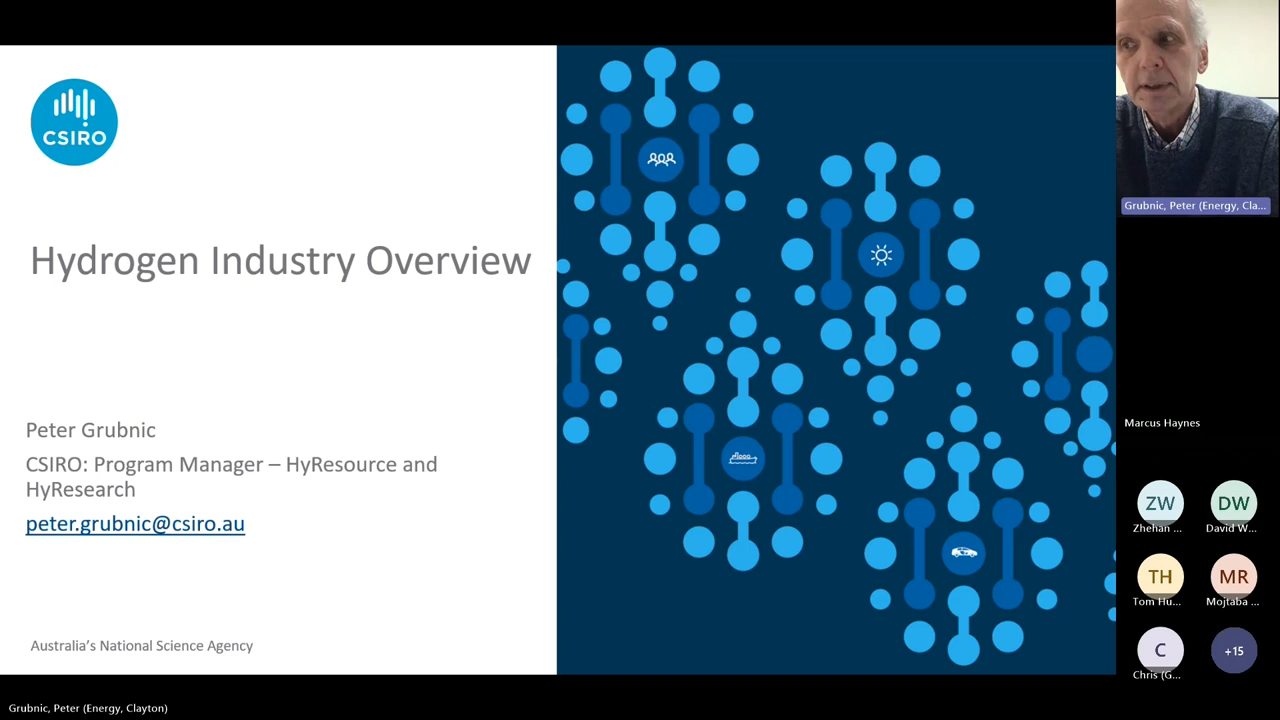 CSIRO
Hydrogen Industry Overview
Peter Grubnic
CSIRO: Program Manager – HyResource and
HyResearch
peter.grubnic@csiro.au
Australia's National Science Agency
Grubnic, Peter (Energy, Cla...
Marcus Haynes
ZW
DW
Zhehan ...
David W...
TH
MR
Tom Hu...
Mojtaba ...
C
+15
Chris (G...
Grubnic, Peter (Energy, Clayton)